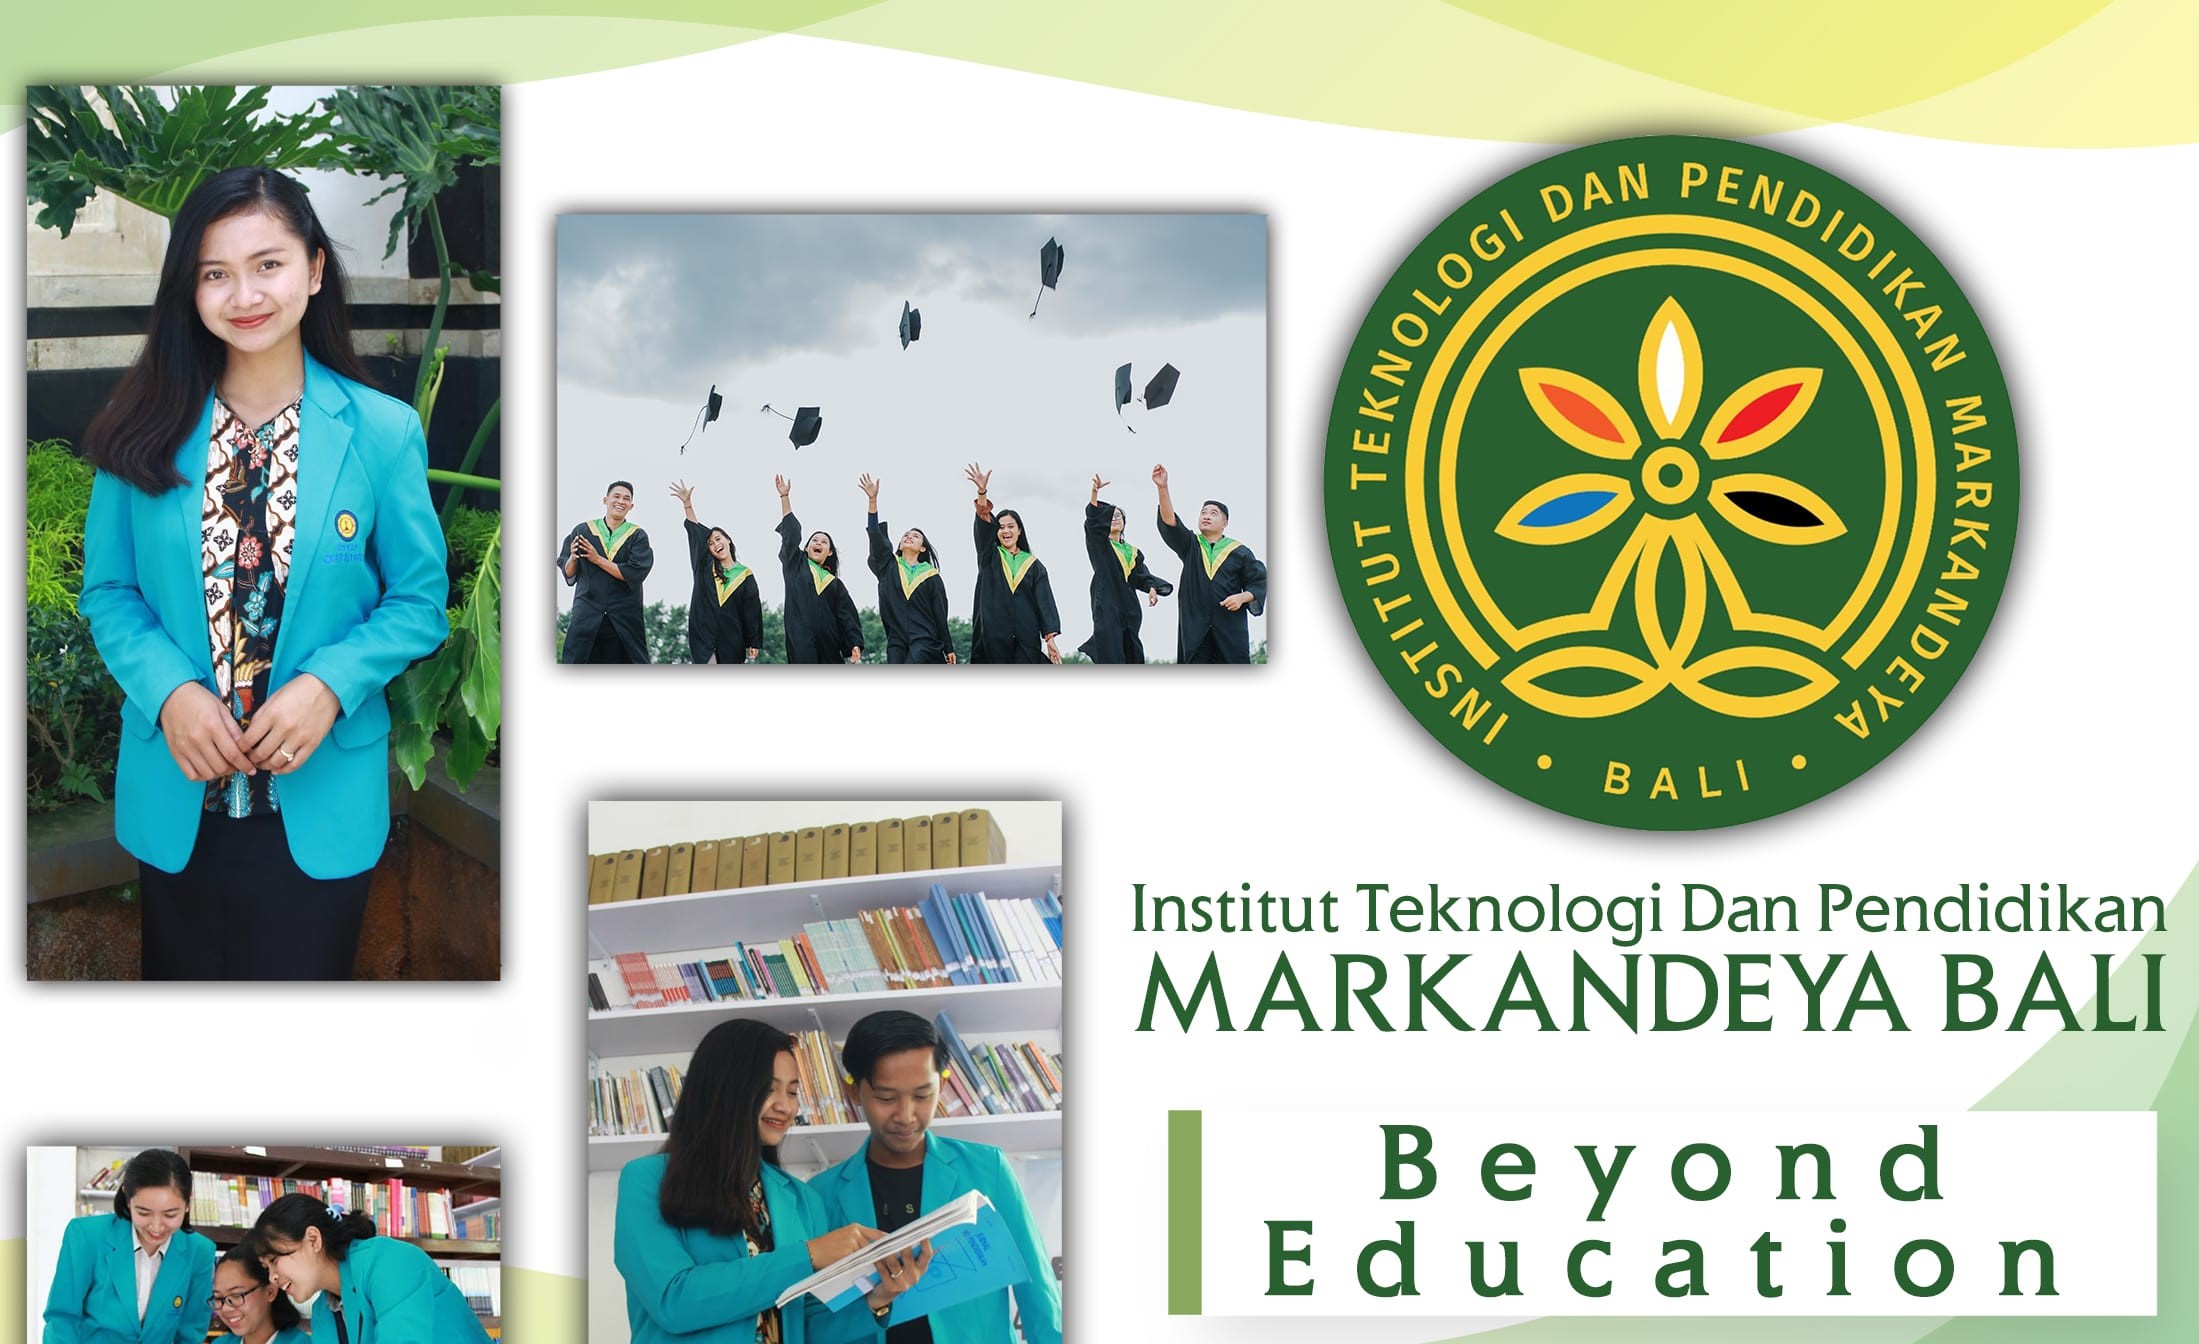 INSTITUT TEKNOLOGI DAN PENDIDIKAN MARKANDEYA
• BALI •
Institut Teknologi Dan Pendidikan
MARKANDEYA BALI
Beyond
Education